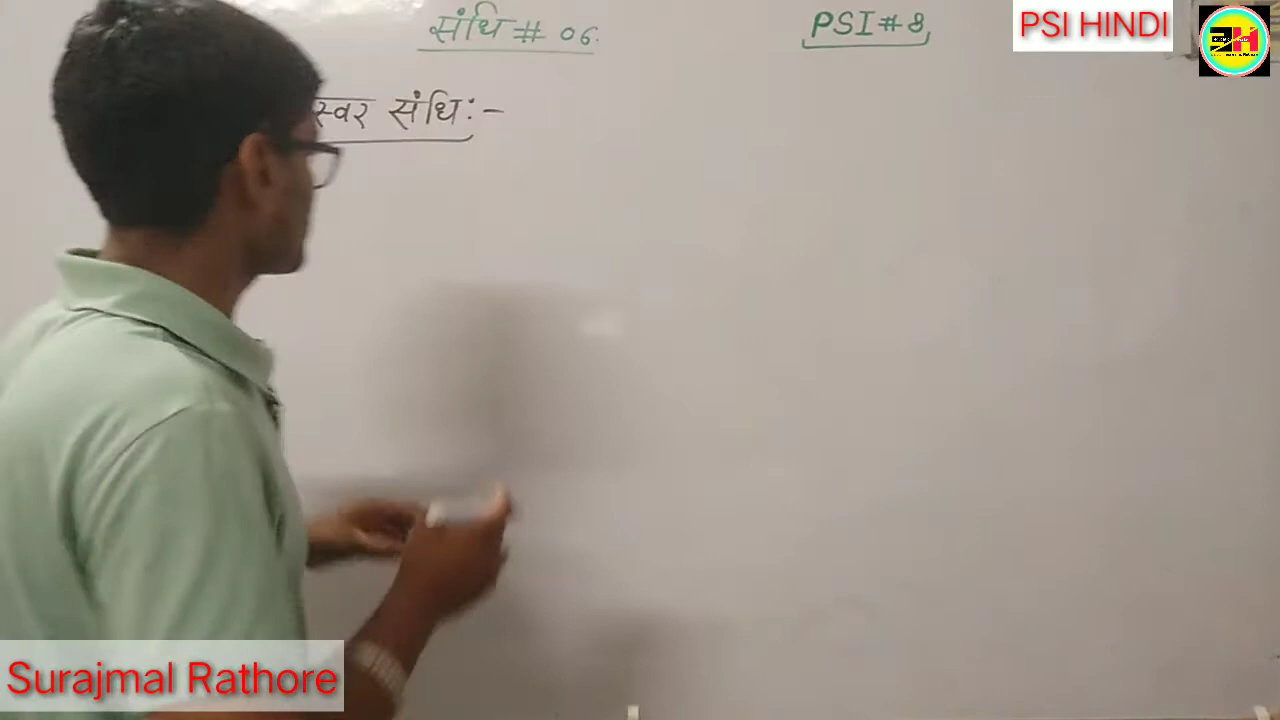 संधि # 06.
PSI # 8
PSI HINDI
स्वर संधि:-
Surajmal Rathore